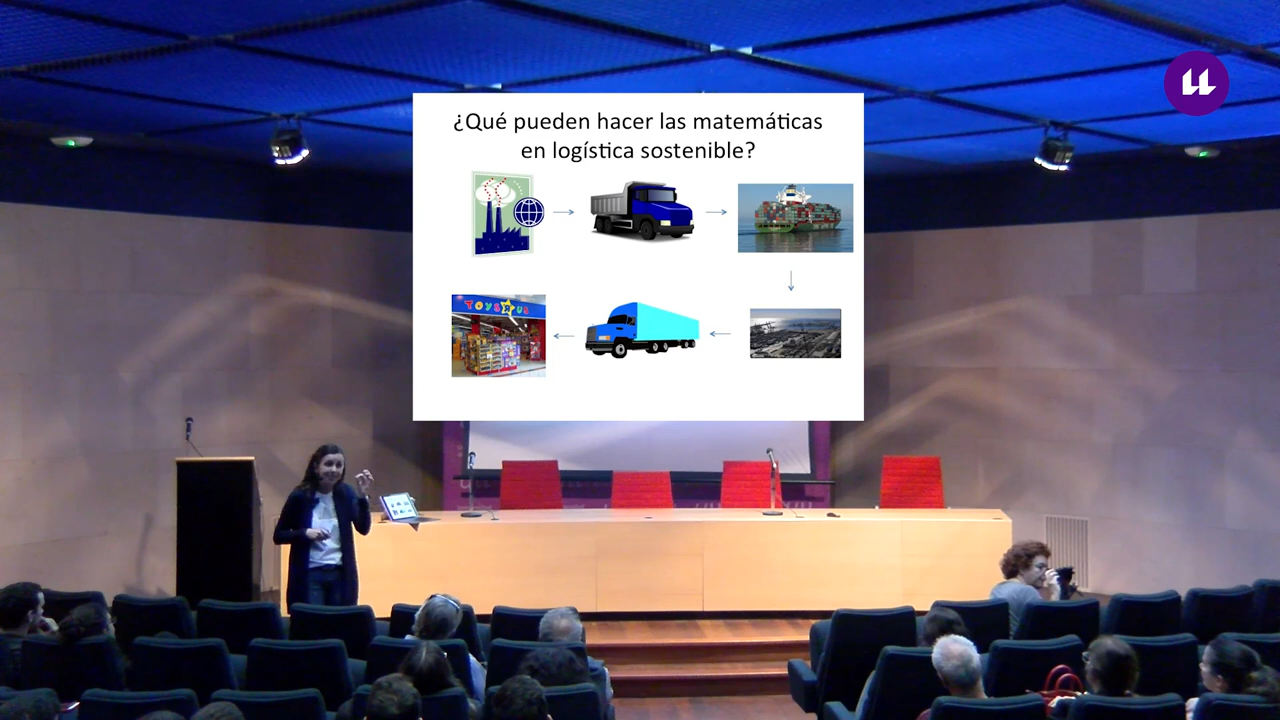 ¿Qué pueden hacer las matemáticas
en logística sostenible?
TOYS R US